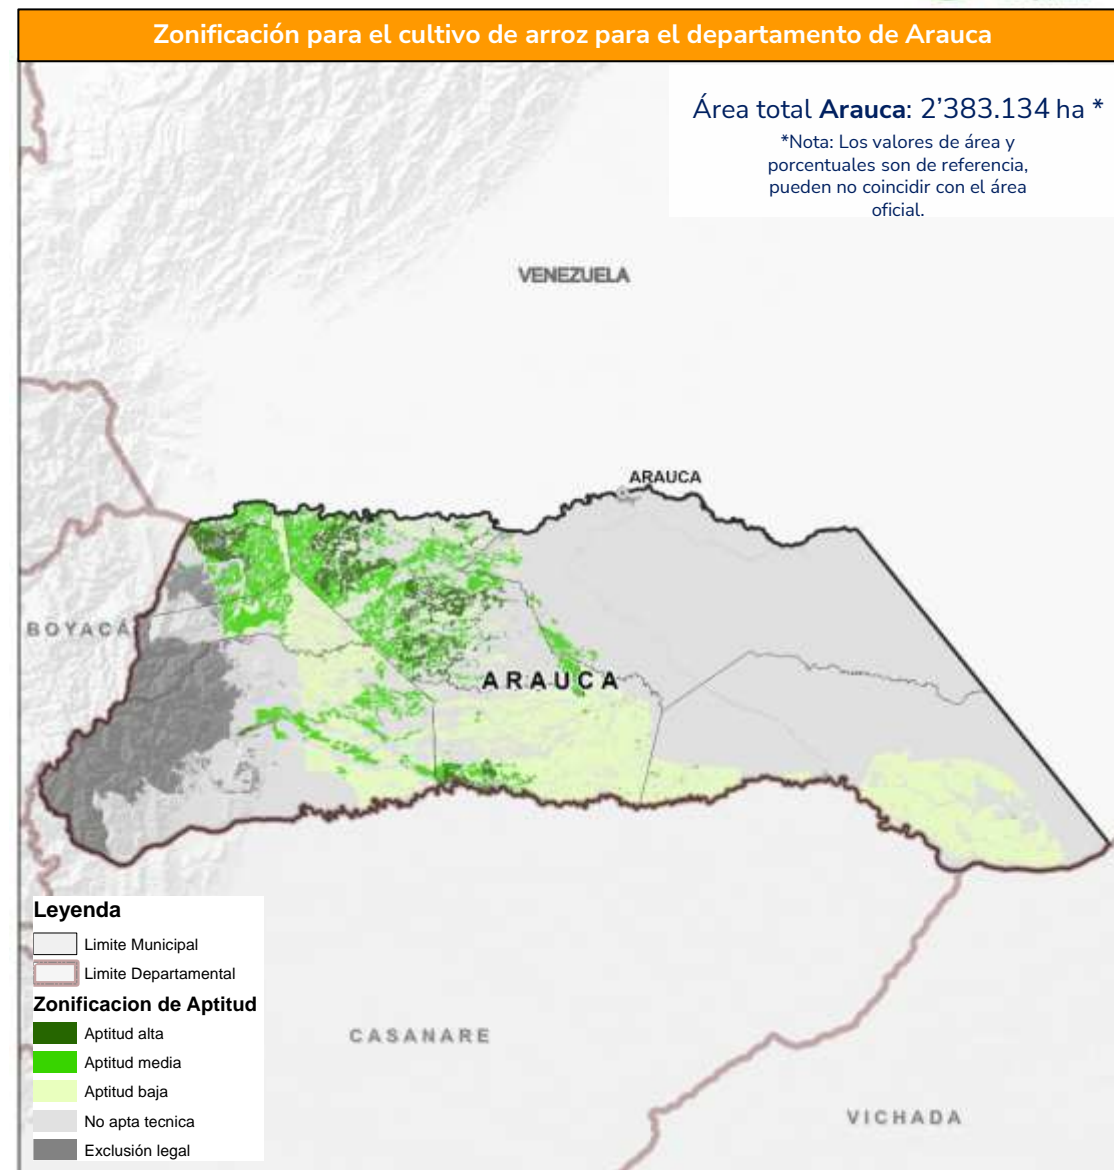 Zonificación para el cultivo de arroz para el departamento de Arauca
Área total Arauca: 2’383.134 ha *
*Nota: Los valores de área y
porcentuales son de referencia,
pueden no coincidir con el área
oficial.
VENEZUELA
ARAUCA
BOYACÁ
ARAUCA
Leyenda
Limite Municipal
Limite Departamental
Zonificacion de Aptitud
Aptitud alta
Aptitud media
Aptitud baja
No apta tecnica
Exclusión legal
CASANARE
VICHADA